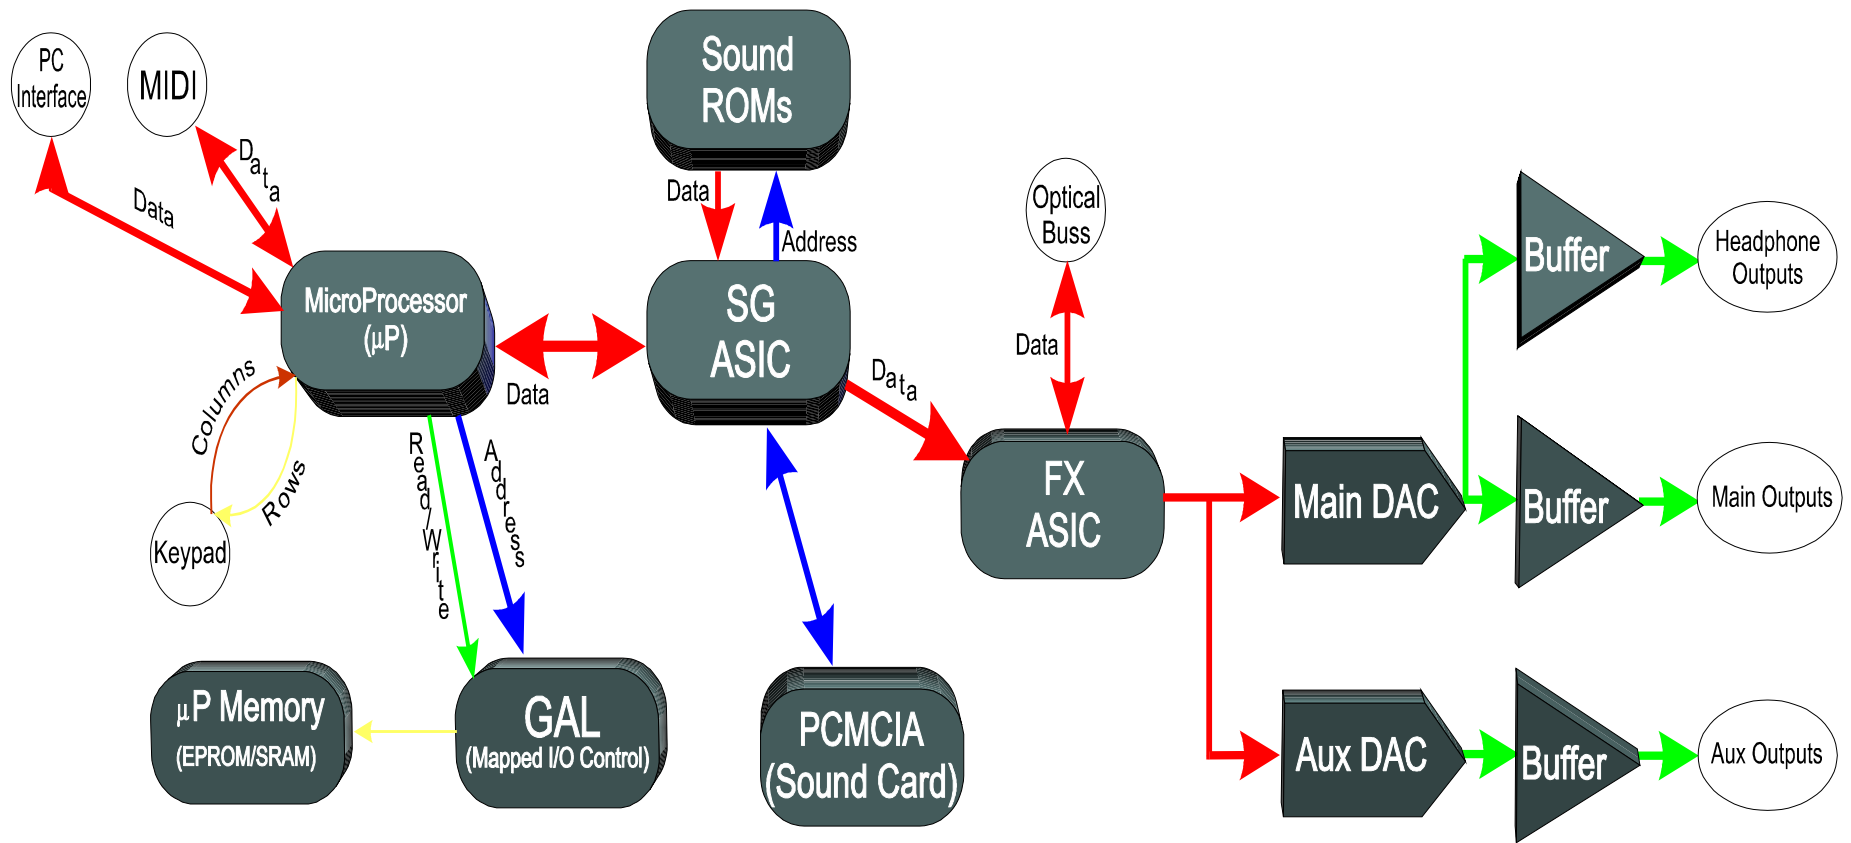 PC
Interface
MIDI
Data
Data
Sound
ROMs
Data
Address
MicroProcessor
(µP)
Data
SG
ASIC
Data
Optical
Buss
Data
FX
ASIC
Columns
Rows
Keypad
Read/Write
Address
µP Memory
(EPROM/SRAM)
GAL
(Mapped I/O Control)
PCMCIA
(Sound Card)
Main DAC
Aux DAC
Buffer
Headphone
Outputs
Buffer
Main Outputs
Buffer
Aux Outputs